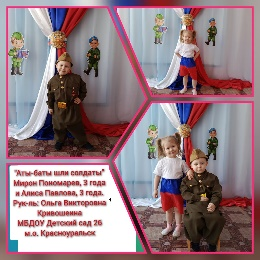 "Аты-баты шли солдаты"
Мирон Пономарев, 3 года
и Алиса Павлова, 3 года.
Рук-ль: Ольга Викторовна
Кривошеина
МБДОУ Детский сад 26
м.о. Красноуральск